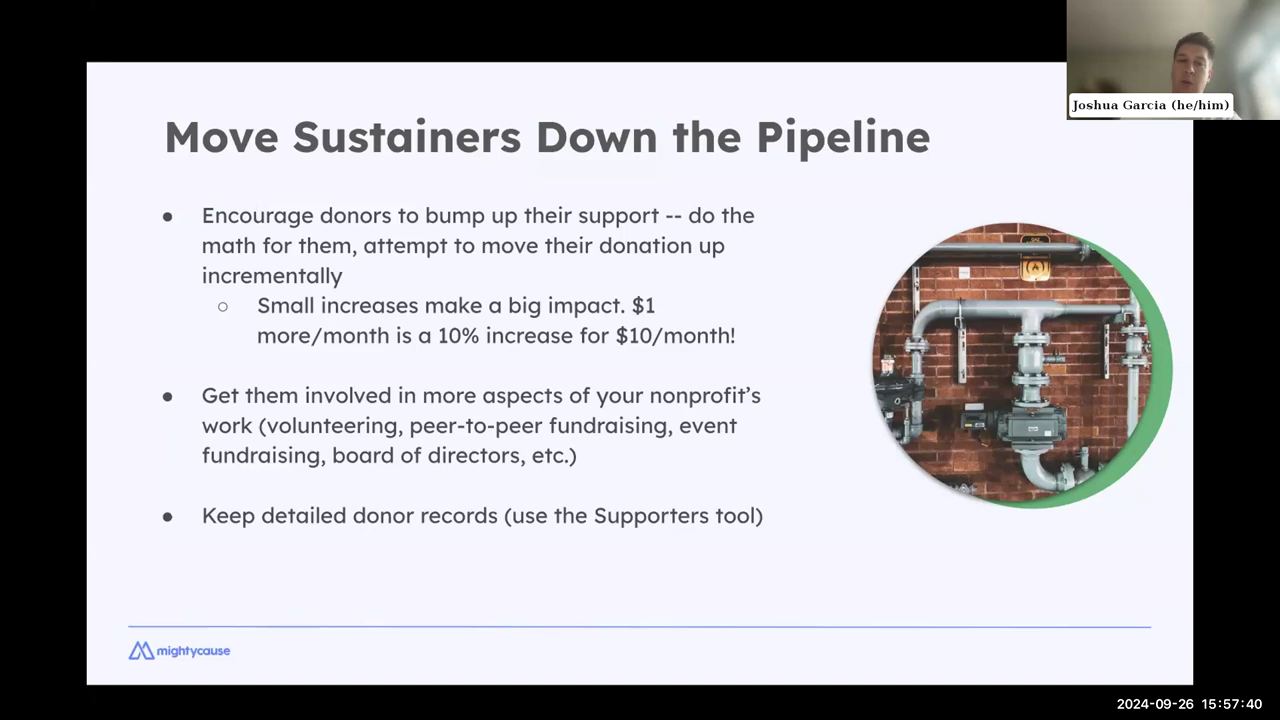 Joshua Garcia (he/him)
Move Sustainers Down the Pipeline
● Encourage donors to bump up their support -- do the
math for them, attempt to move their donation up
incrementally
○ Small increases make a big impact. $1
more/month is a 10% increase for $10/month!
● Get them involved in more aspects of your nonprofit’s
work (volunteering, peer-to-peer fundraising, event
fundraising, board of directors, etc.)
● Keep detailed donor records (use the Supporters tool)
mightycause
2024-09-26 15:57:40